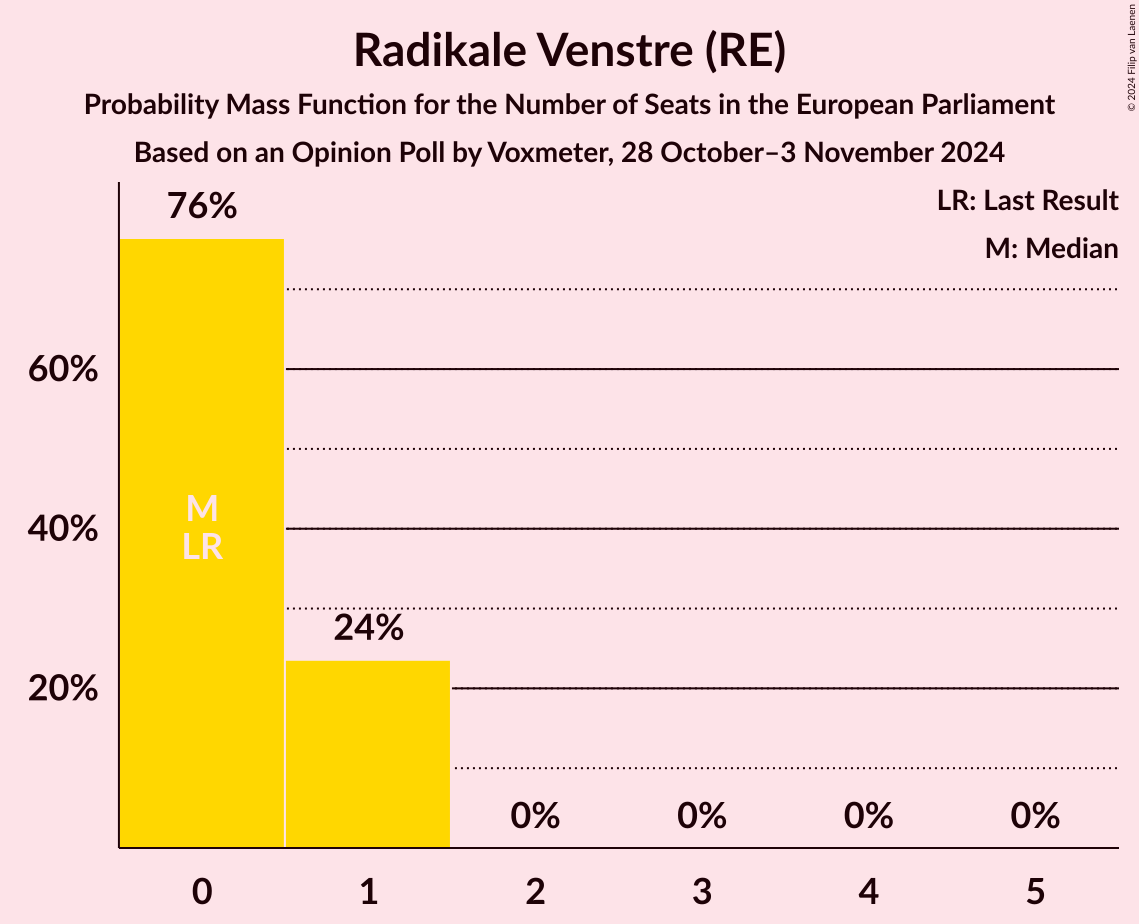 Radikale Venstre (RE)
Probability Mass Function for the Number of Seats in the European Parliament
Based on an Opinion Poll by Voxmeter, 28 October–3 November 2024
© 2024 Filip van Laenen
LR: Last Result
M: Median
76%
60%
M
40%
LR
24%
20%
0% 0% 0% 0%
0 1 2 3 4 5